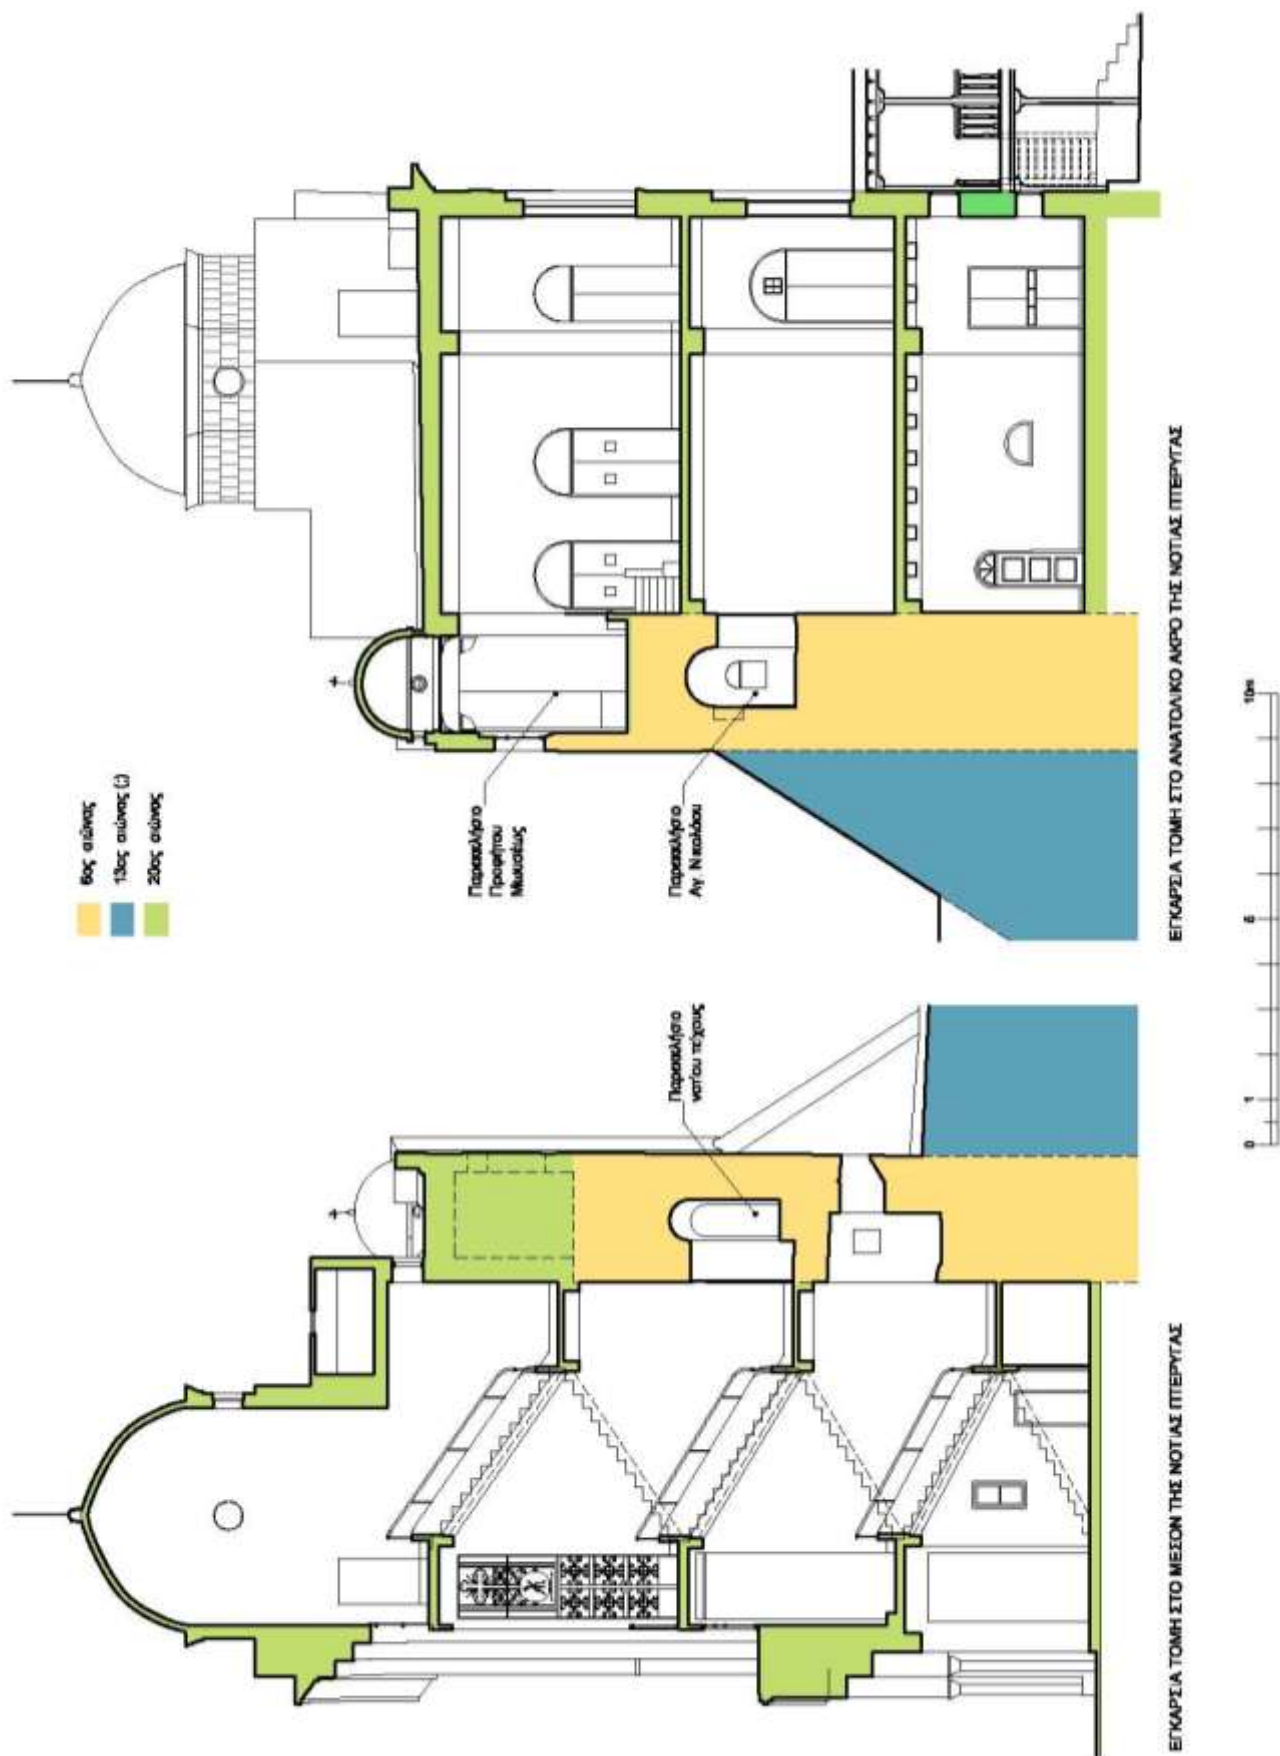 6ος αιώνας
13ος αιώνας (;)
20ος αιώνας
Παρεκκλήσιο
νοτίου τείχους
Παρεκκλήσιο
Προφήτου
Μωυσέως
Παρεκκλήσιο
Αγ. Νικολάου
ΕΓΚΑΡΣΙΑ ΤΟΜΗ ΣΤΟ ΜΕΣΟΝ ΤΗΣ ΝΟΤΙΑΣ ΠΤΕΡΥΓΑΣ
ΕΓΚΑΡΣΙΑ ΤΟΜΗ ΣΤΟ ΑΝΑΤΟΛΙΚΟ ΑΚΡΟ ΤΗΣ ΝΟΤΙΑΣ ΠΤΕΡΥΓΑΣ
0 1 5 10m